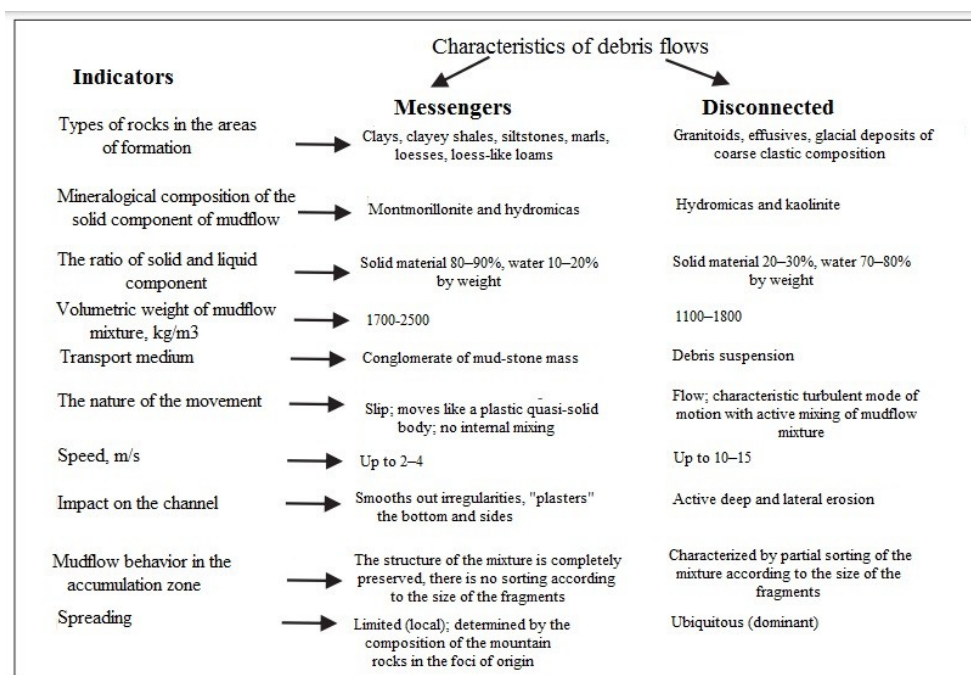 Characteristics of debris flows
Indicators
Messengers
Disconnected
Types of rocks in the areas
of formation
Clays, clayey shales, siltstones, marls,
loesses, loess-like loams
Granitoids, effusives, glacial deposits of
coarse clastic composition
Mineralogical composition of the
solid component of mudflow
Montmorillonite and hydromicas
Hydromicas and kaolinite
The ratio of solid and liquid
component
Solid material 80–90%, water 10–20%
by weight
Solid material 20–30%, water 70–80%
by weight
Volumetric weight of mudflow
mixture, kg/m3
1700-2500
1100–1800
Transport medium
Conglomerate of mud-stone mass
Debris suspension
The nature of the movement
Slip; moves like a plastic quasi-solid
body; no internal mixing
Flow; characteristic turbulent mode of
motion with active mixing of mudflow
mixture
Speed, m/s
Up to 2–4
Up to 10–15
Impact on the channel
Smooths out irregularities, "plasters"
the bottom and sides
Active deep and lateral erosion
Mudflow behavior in the
accumulation zone
The structure of the mixture is completely
preserved, there is no sorting according
to the size of the fragments
Characterized by partial sorting of the
mixture according to the size of the
fragments
Spreading
Limited (local); determined by the
composition of the mountain
rocks in the foci of origin
Ubiquitous (dominant)